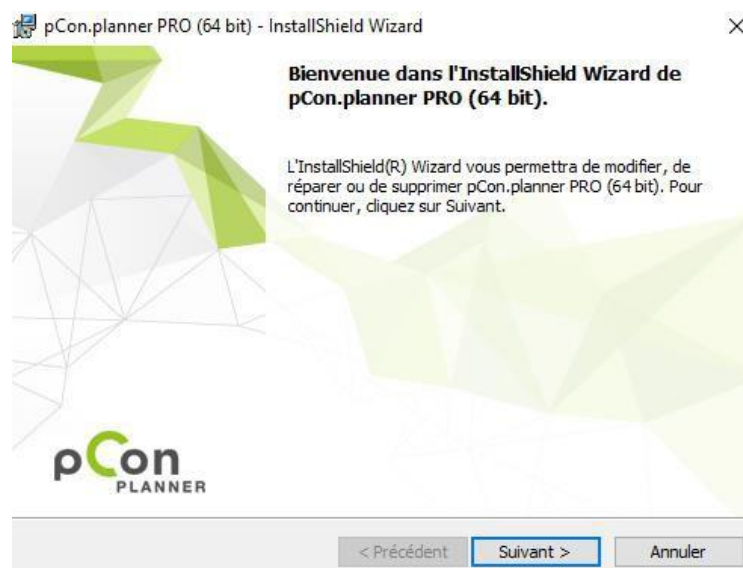 pCon.planner PRO (64 bit) - InstallShield Wizard
Bienvenue dans l'InstallShield Wizard de
pCon.planner PRO (64 bit).
L'InstallShield(R) Wizard vous permettra de modifier, de
réparer ou de supprimer pCon.planner PRO (64 bit). Pour
continuer, cliquez sur Suivant.
pCon
PLANNER
< Précédent Suivant > Annuler